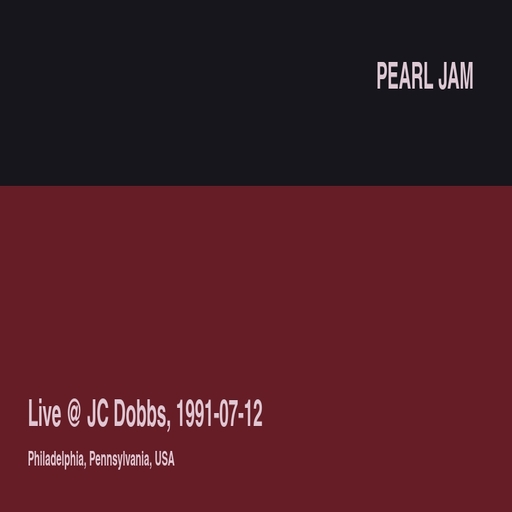 PEARL JAM
Live @ JC Dobbs, 1991-07-12
Philadelphia, Pennsylvania, USA